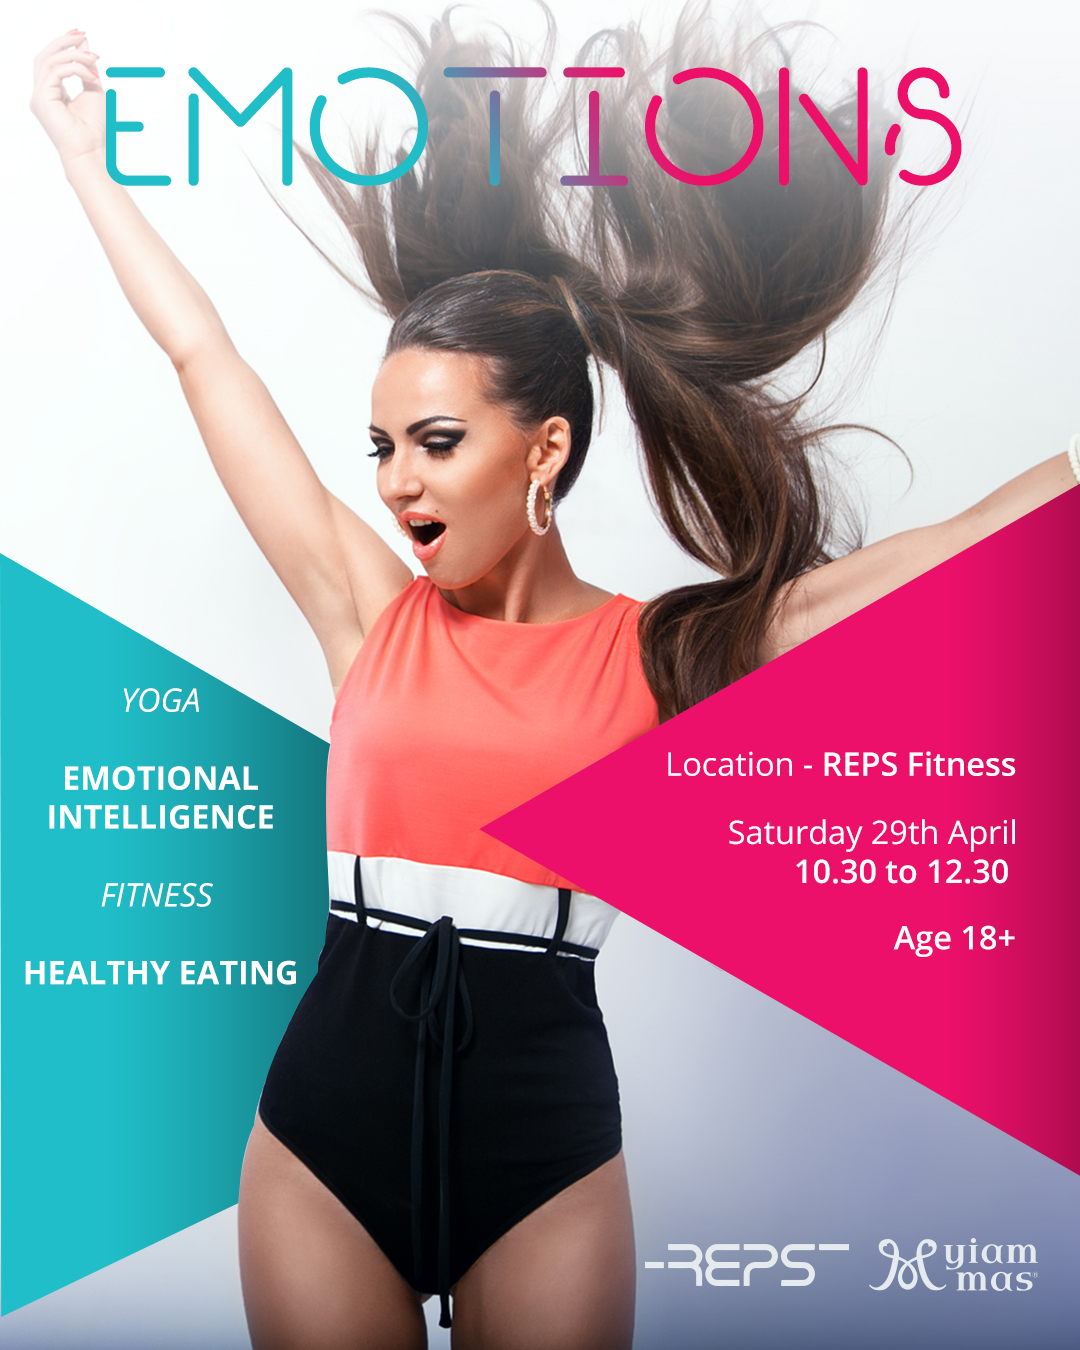 EMOTIONS
YOGA
EMOTIONAL
INTELLIGENCE
FITNESS
HEALTHY EATING
Location - REPS Fitness
Saturday 29th April
10.30 to 12.30
Age 18+
REPS
yiam
mas®